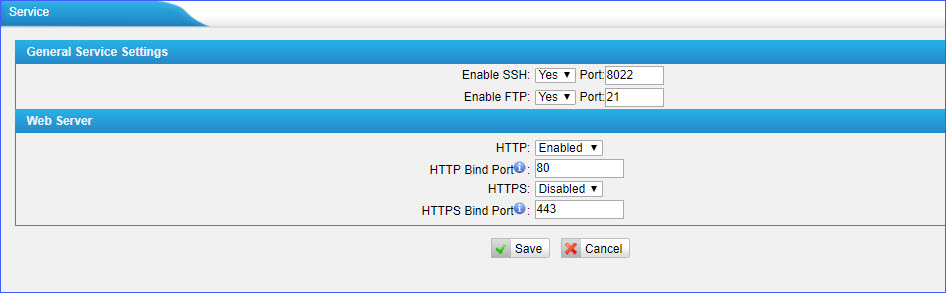 Service
General Service Settings
Enable SSH: Yes Port: 8022
Enable FTP: Yes Port: 21
Web Server
HTTP: Enabled
HTTP Bind Port : 80
HTTPS: Disabled
HTTPS Bind Port : 443
Save Cancel